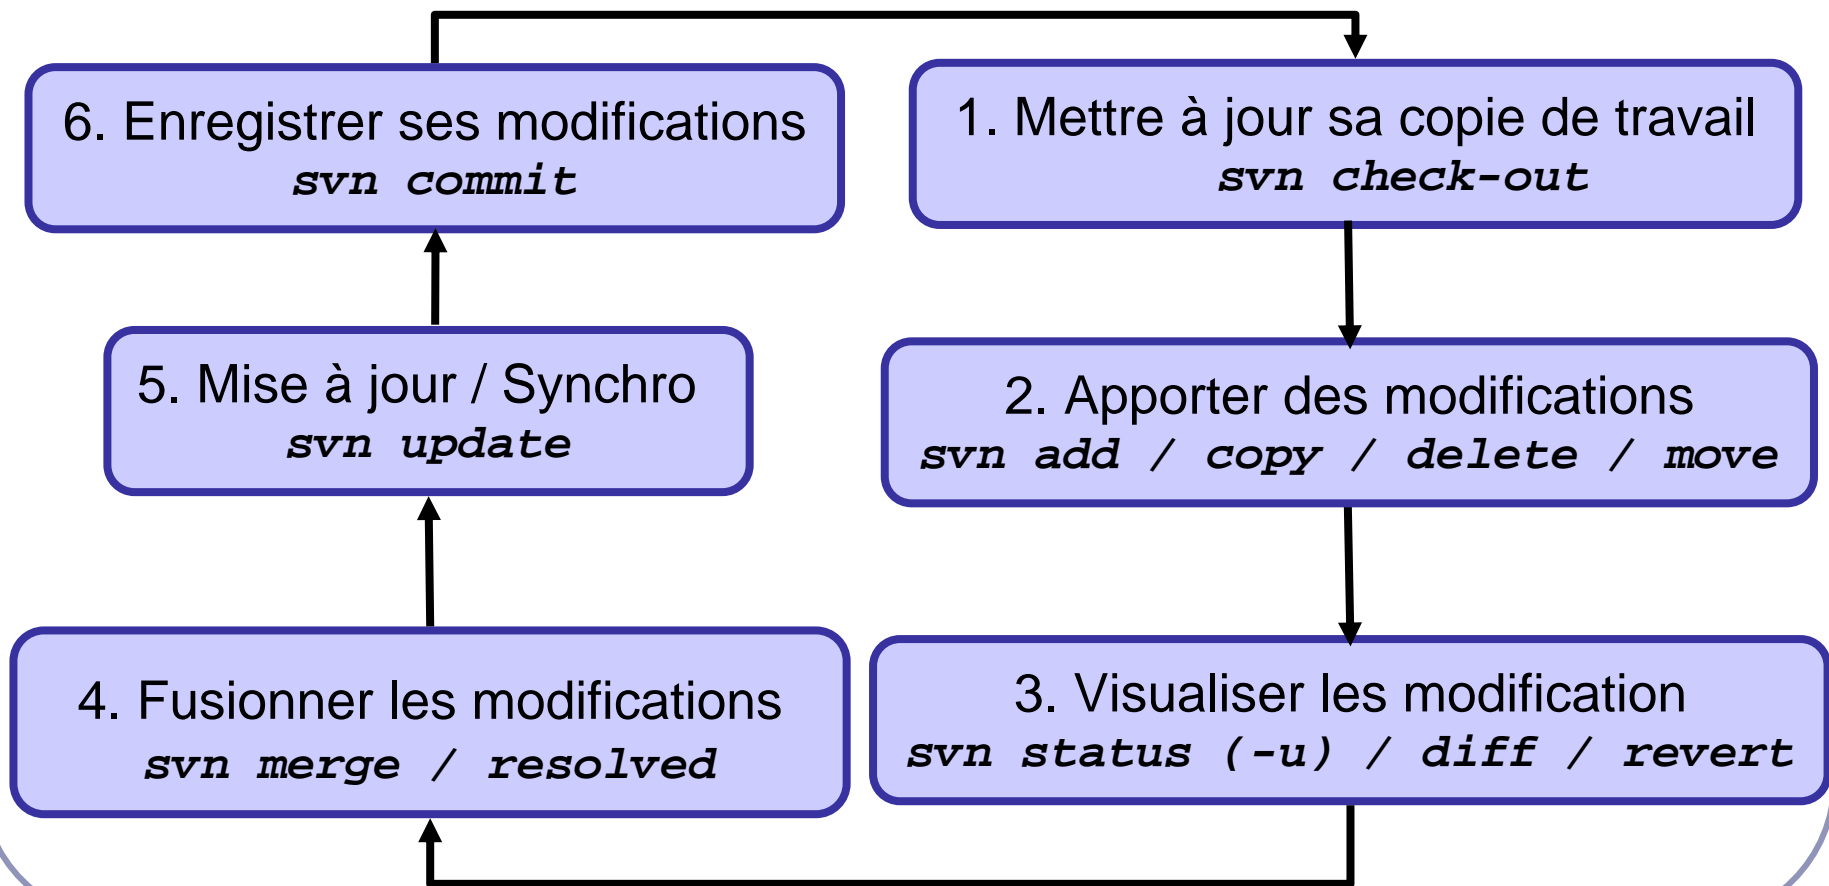 6. Enregistrer ses modifications
svn commit
1. Mettre à jour sa copie de travail
svn check-out
5. Mise à jour / Synchro
svn update
2. Apporter des modifications
svn add / copy / delete / move
4. Fusionner les modifications
svn merge / resolved
3. Visualiser les modification
svn status (-u) / diff / revert